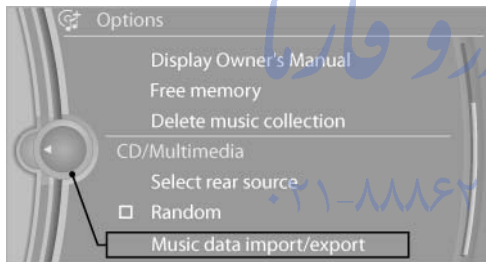 Options
Display Owner's Manual
Free memory
Delete music collection
CD/Multimedia
Select rear source
Random
Music data import/export